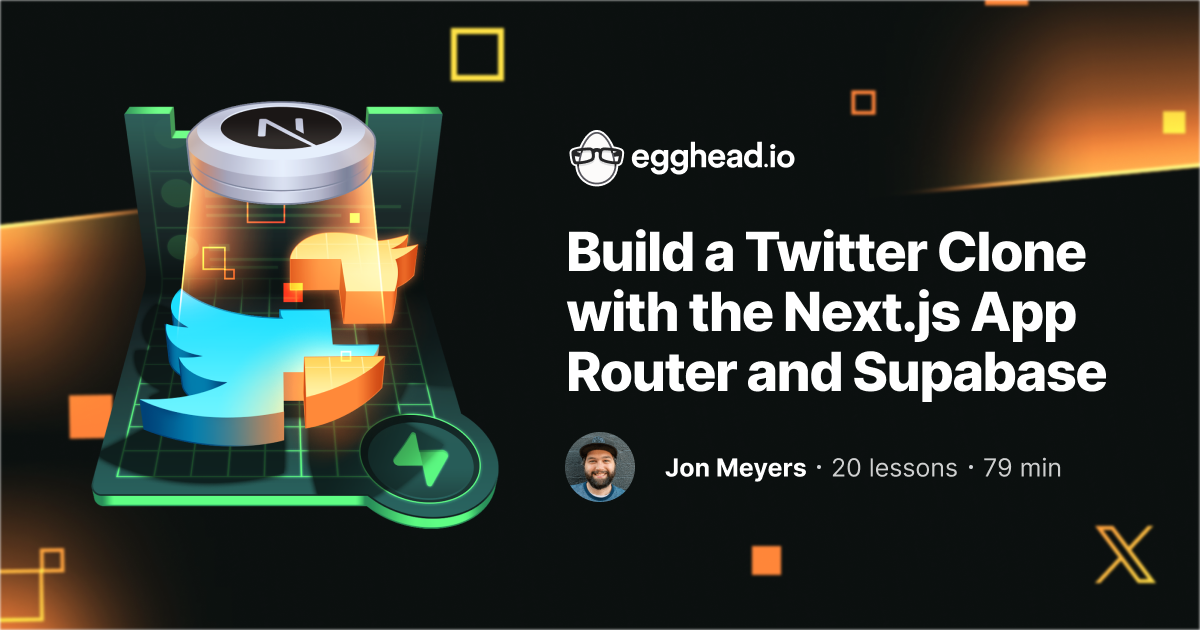 egghead.io
Build a Twitter Clone
with the Next.js App
Router and Supabase
Jon Meyers · 20 lessons · 79 min